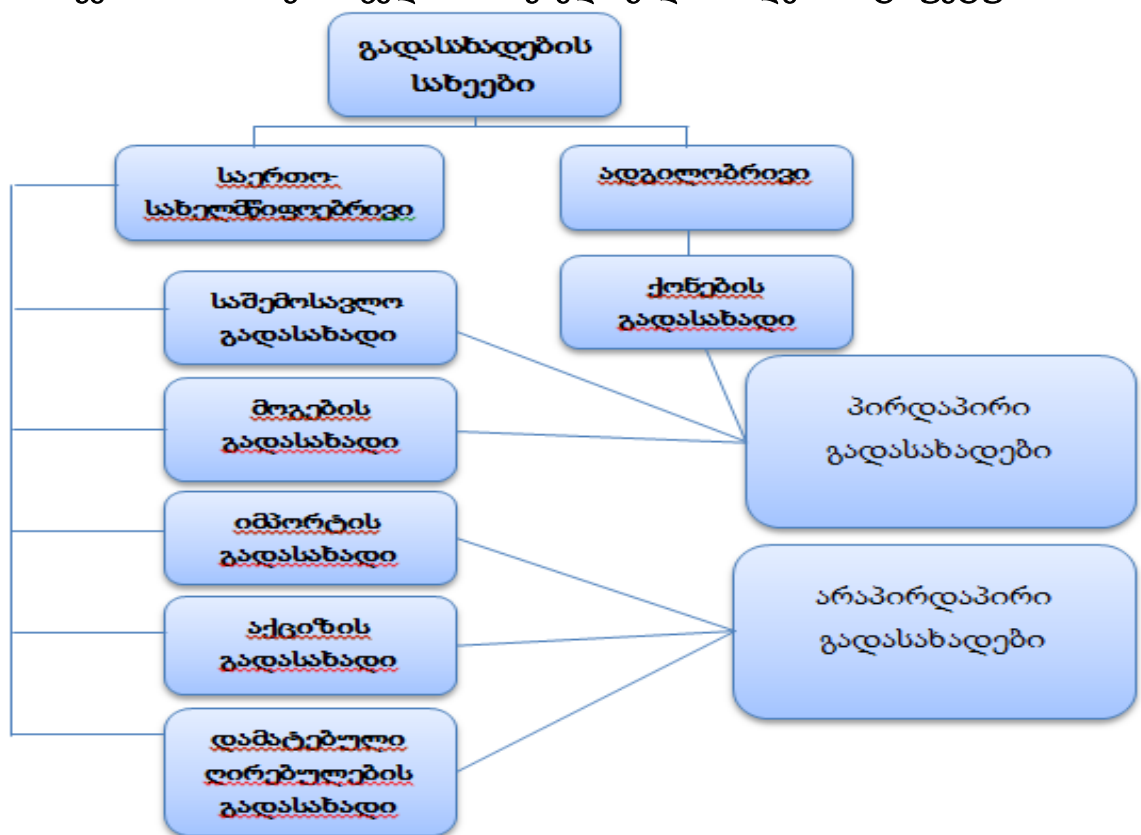 გადასახადების
სახეები
საერთო-
სახელმწიფოებრივი
ადგილობრივი
ქონების
გადასახადი
საშემოსავლო
გადასახადი
მოგების
გადასახადი
იმპორტის
გადასახადი
აქციზის
გადასახადი
დამატებული
ღირებულების
გადასახადი
პირდაპირი
გადასახადები
არაპირდაპირი
გადასახადები